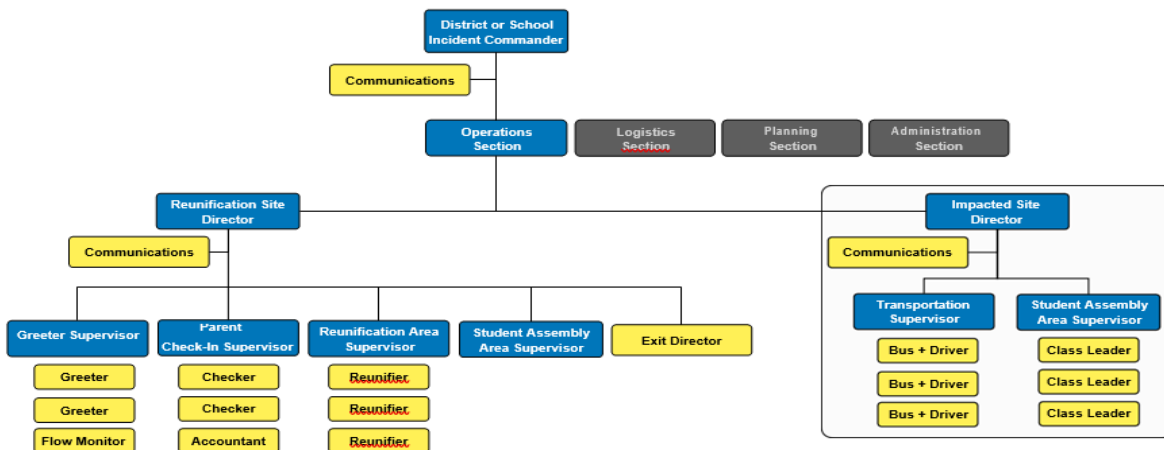 District or School
Incident Commander
Communications
Operations
Section
Logistics
Section
Planning
Section
Administration
Section
Reunification Site
Director
Impacted Site
Director
Communications
Communications
Greeter Supervisor
Parent
Check-In Supervisor
Reunification Area
Supervisor
Student Assembly
Area Supervisor
Exit Director
Transportation
Supervisor
Student Assembly
Area Supervisor
Greeter
Checker
Reunifier
Bus + Driver
Class Leader
Greeter
Checker
Reunifier
Bus + Driver
Class Leader
Flow Monitor
Accountant
Reunifier
Bus + Driver
Class Leader